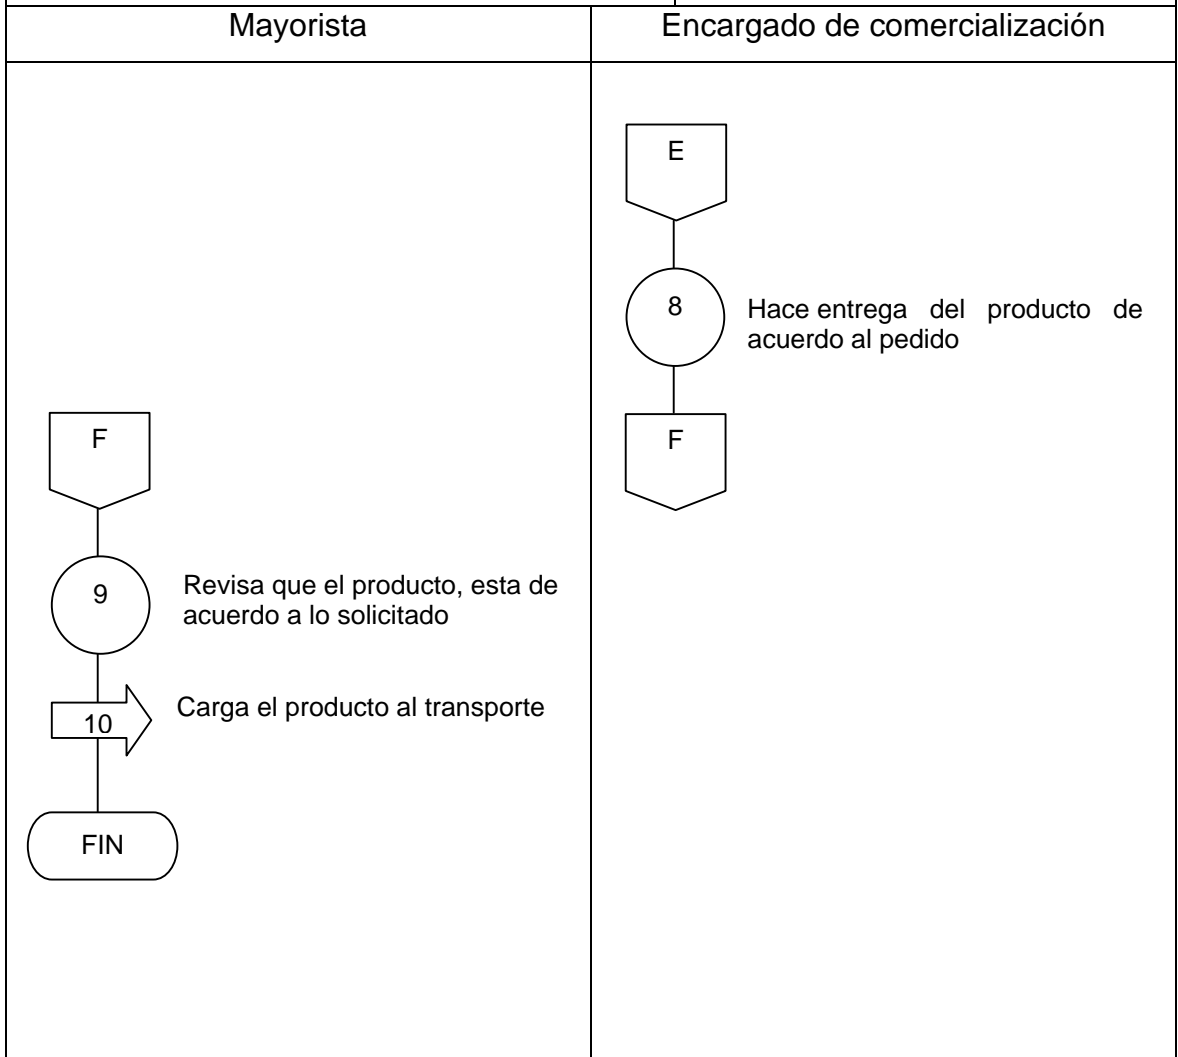 Mayorista
Encargado de comercialización
E
8
Hace entrega del producto de
acuerdo al pedido
F
F
9
Revisa que el producto, esta de
acuerdo a lo solicitado
10
Carga el producto al transporte
FIN